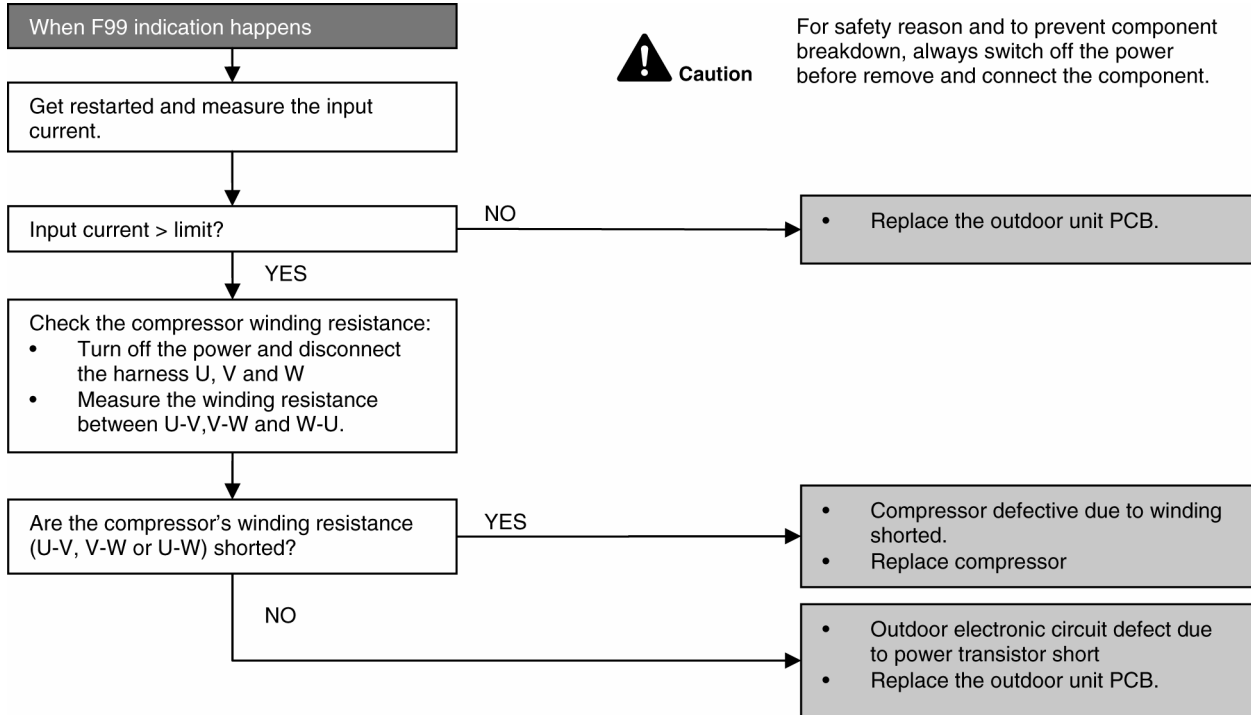 When F99 indication happens
Caution
For safety reason and to prevent component
breakdown, always switch off the power
before remove and connect the component.
Get restarted and measure the input
current.
Input current > limit?
NO
• Replace the outdoor unit PCB.
YES
Check the compressor winding resistance:
• Turn off the power and disconnect
the harness U, V and W
• Measure the winding resistance
between U-V,V-W and W-U.
Are the compressor's winding resistance
(U-V, V-W or U-W) shorted?
YES
• Compressor defective due to winding
shorted.
• Replace compressor
NO
• Outdoor electronic circuit defect due
to power transistor short
• Replace the outdoor unit PCB.